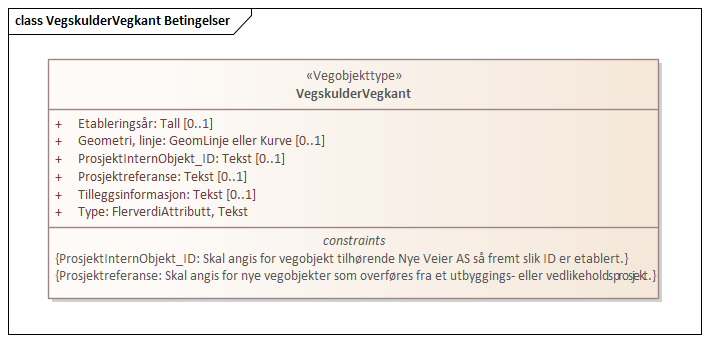 class VegskulderVegkant Betingelser
«Vegobjekttype»
VegskulderVegkant
+ Etableringsår: Tall [0..1]
+ Geometri, linje: GeomLinje eller Kurve [0..1]
+ ProsjektInternObjekt_ID: Tekst [0..1]
+ Prosjektreferanse: Tekst [0..1]
+ Tilleggsinformasjon: Tekst [0..1]
+ Type: FlerverdiAttributt, Tekst
constraints
{ProsjektInternObjekt_ID: Skal angis for vegobjekt tilhørende Nye Veier AS så fremt slik ID er etablert.}
{Prosjektreferanse: Skal angis for nye vegobjekter som overføres fra et utbyggings- eller vedlikeholdsprosjekt.}